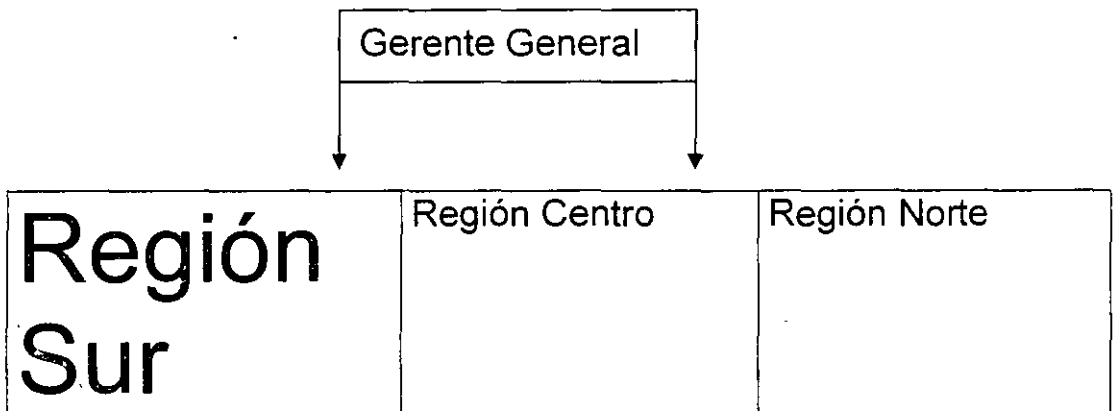 Gerente General
Región Sur
Región Centro
Región Norte